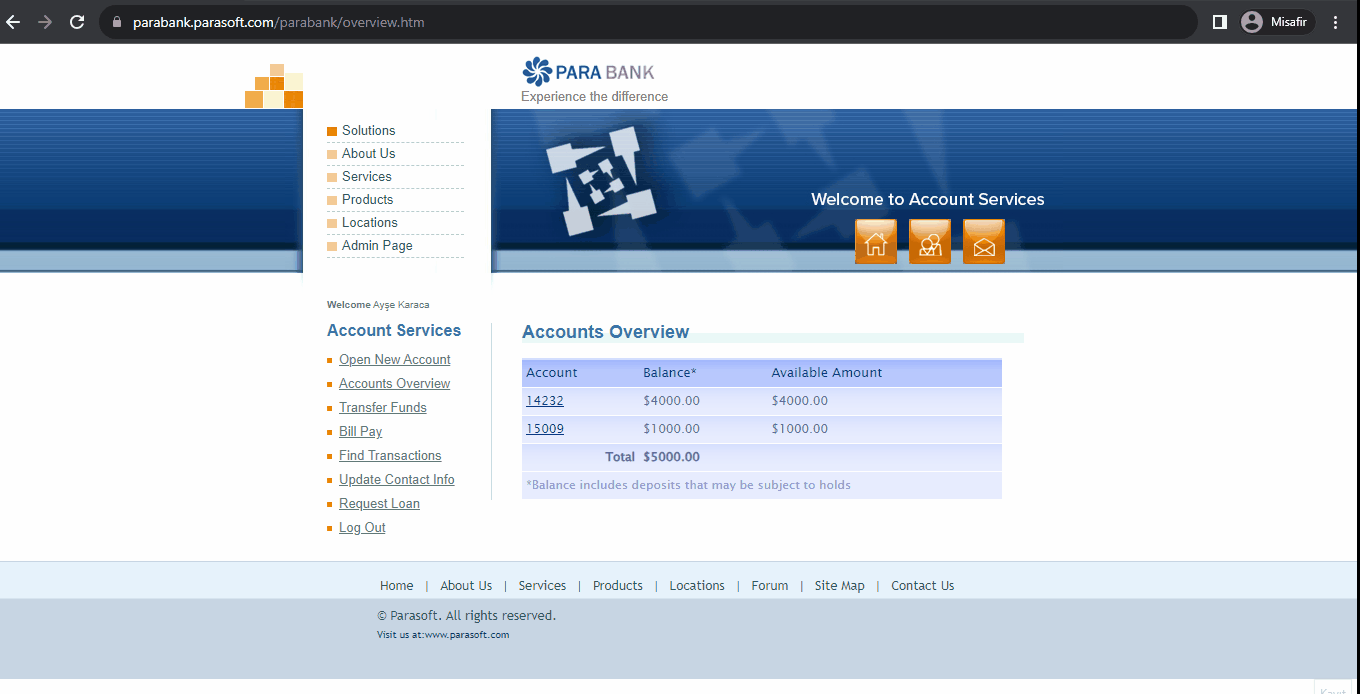 parabank.parasoft.com/parabank/overview.htm
Misafir
PARA BANK
Experience the difference
Solutions
About Us
Services
Products
Locations
Admin Page
Welcome to Account Services
Welcome Ayşe Karaca
Account Services
Open New Account
Accounts Overview
Transfer Funds
Bill Pay
Find Transactions
Update Contact Info
Request Loan
Log Out
Accounts Overview
Account Balance* Available Amount
14232 $4000.00 $4000.00
15009 $1000.00 $1000.00
Total $5000.00
*Balance includes deposits that may be subject to holds
Home | About Us | Services | Products | Locations | Forum | Site Map | Contact Us
© Parasoft. All rights reserved.
Visit us at:www.parasoft.com